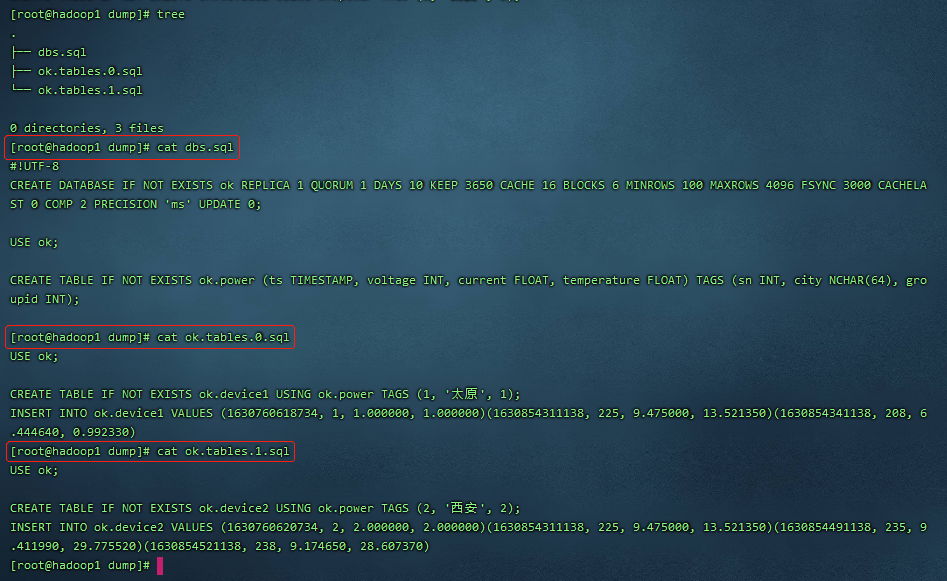 [root@hadoop1 dump]# tree
.
├── dbs.sql
├── ok.tables.0.sql
└── ok.tables.1.sql
0 directories, 3 files
[root@hadoop1 dump]# cat dbs.sql
#!UTF-8
CREATE DATABASE IF NOT EXISTS ok REPLICA 1 QUORUM 1 DAYS 10 KEEP 3650 CACHE 16 BLOCKS 6 MINROWS 100 MAXROWS 4096 FSYNC 3000 CACHELA
ST 0 COMP 2 PRECISION 'ms' UPDATE 0;
USE ok;
CREATE TABLE IF NOT EXISTS ok.power (ts TIMESTAMP, voltage INT, current FLOAT, temperature FLOAT) TAGS (sn INT, city NCHAR(64), gro
upid INT);
[root@hadoop1 dump]# cat ok.tables.0.sql
USE ok;
CREATE TABLE IF NOT EXISTS ok.device1 USING ok.power TAGS (1, '太原', 1);
INSERT INTO ok.device1 VALUES (1630760618734, 1, 1.000000, 1.000000)(1630854311138, 225, 9.475000, 13.521350)(1630854341138, 208, 6
.444640, 0.992330)
[root@hadoop1 dump]# cat ok.tables.1.sql
USE ok;
CREATE TABLE IF NOT EXISTS ok.device2 USING ok.power TAGS (2, '西安', 2);
INSERT INTO ok.device2 VALUES (1630760620734, 2, 2.000000, 2.000000)(1630854311138, 225, 9.475000, 13.521350)(1630854491138, 235, 9
.411990, 29.775520)(1630854521138, 238, 9.174650, 28.607370)
[root@hadoop1 dump]#